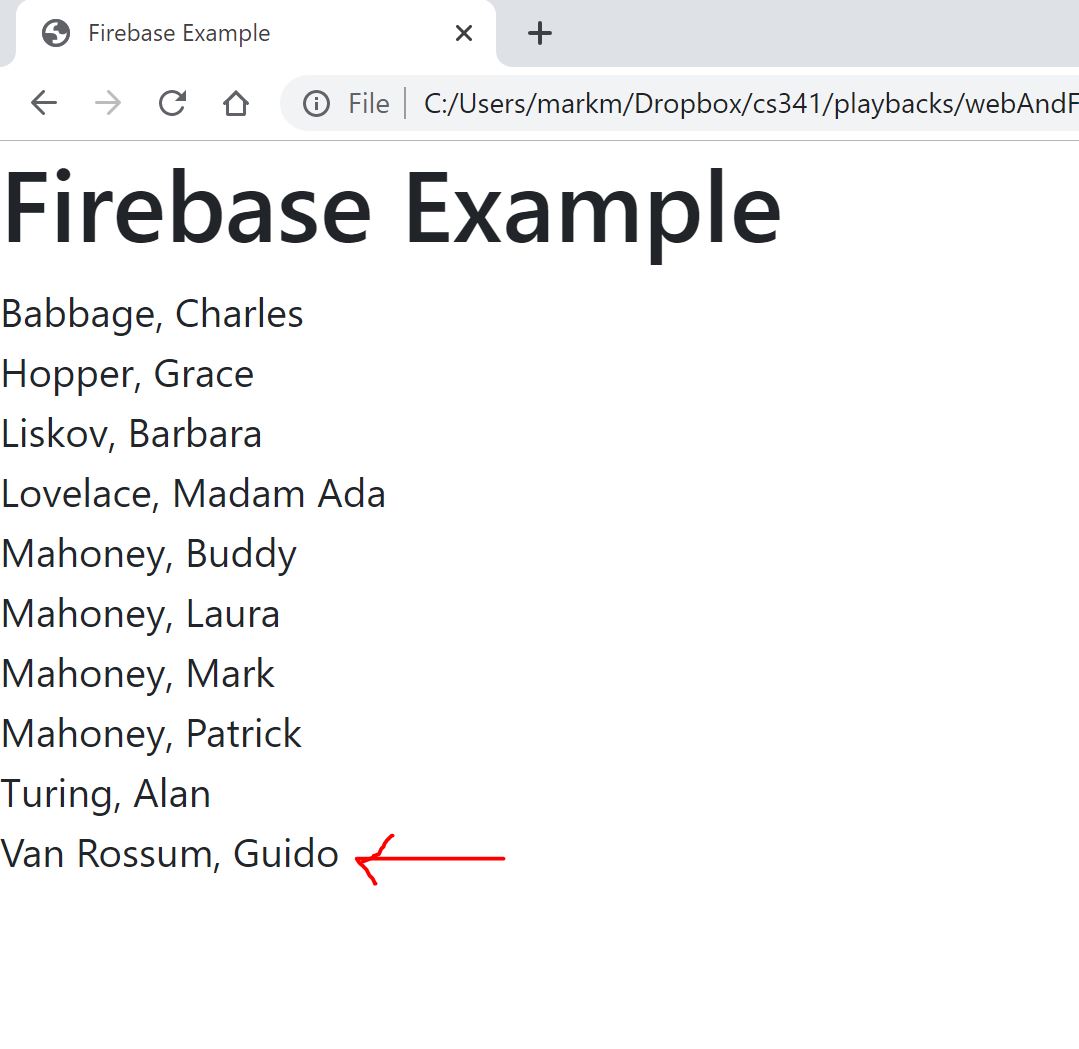 Firebase Example
File C:/Users/markm/Dropbox/cs341/playbacks/webAndF
Firebase Example
Babbage, Charles
Hopper, Grace
Liskov, Barbara
Lovelace, Madam Ada
Mahoney, Buddy
Mahoney, Laura
Mahoney, Mark
Mahoney, Patrick
Turing, Alan
Van Rossum, Guido